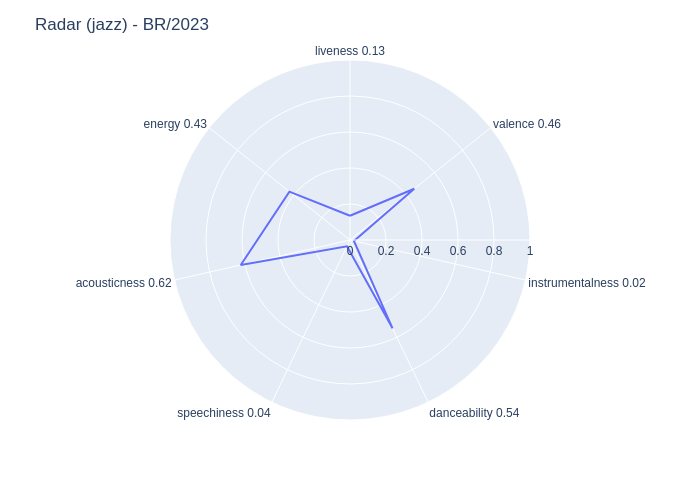 Radar (jazz) - BR/2023
liveness 0.13
energy 0.43
valence 0.46
0 0.2 0.4 0.6 0.8 1
acousticness 0.62
instrumentalness 0.02
speechiness 0.04
danceability 0.54